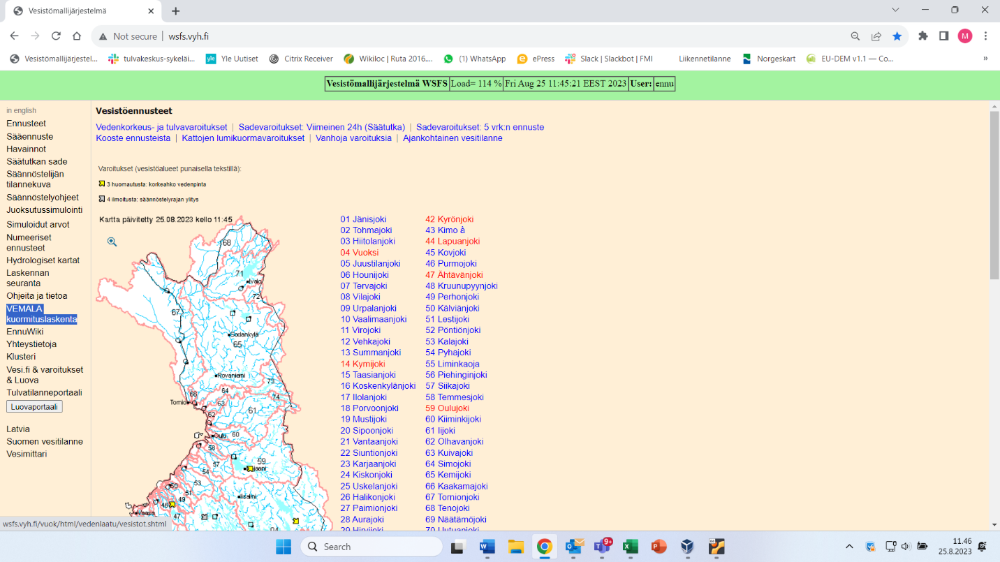 Vesistömallijärjestelmä
Not secure wsfs.vyh.fi
M
Vesistömallijärjestel...
tulvakeskus-sykeläi...
yle Yle Uutiset
Citrix Receiver
Wikiloc | Ruta 2016....
(1) WhatsApp
ePress
Slack | Slackbot | FMI
Liikennetilanne
Norgeskart
EU-DEM v1.1 — Co...
»
Vesistömallijärjestelmä WSFS Load= 114 % Fri Aug 25 11:45:21 EEST 2023 User: ennu
in english
Ennusteet
Sääennuste
Havainnot
Säätutkan sade
Säännöstelijän
tilannekuva
Säännöstelyohjeet
Juoksutussimulointi
Simuloidut arvot
Numeeriset
ennusteet
Hydrologiset kartat
Laskennan
seuranta
Ohjeita ja tietoa
VEMALA
kuormituslaskenta
EnnuWiki
Yhteystietoja
Klusteri
Vesi.fi & varoitukset
& Luova
Tulvatilanneportaali
Luovaportaali
Latvia
Suomen vesitilanne
Vesimittari
Vesistöennusteet
Vedenkorkeus- ja tulvavaroitukset | Sadevaroitukset: Viimeinen 24h (Säätutka) | Sadevaroitukset: 5 vrk:n ennuste
Kooste ennusteista | Kattojen lumikuormavaroitukset | Vanhoja varoituksia | Ajankohtainen vesitilanne
Varoitukset (vesistöalueet punaisella tekstillä):
3 huomautusta: korkeahko vedenpinta
4 ilmoitusta: säännöstelyrajan ylitys
Kartta päivitetty 25.08.2023 kello 11:45
68
71
Ivalo
72
67
Sodankylä
65
Rovaniemi
73
64
74
Tornio
66
63
61
62
Oulu
60
58
59
57
Kajaani
54
53
50
51
Iisalmi
49
46
Vaasa
47
04
01 Jänisjoki
02 Tohmajoki
03 Hiitolanjoki
04 Vuoksi
05 Juustilanjoki
06 Hounijoki
07 Tervajoki
08 Vilajoki
09 Urpalanjoki
10 Vaalimaanjoki
11 Virojoki
12 Vehkajoki
13 Summanjoki
14 Kymijoki
15 Taasianjoki
16 Koskenkylänjoki
17 Ilolanjoki
18 Porvoonjoki
19 Mustijoki
20 Sipoonjoki
21 Vantaanjoki
22 Siuntionjoki
23 Karjaanjoki
24 Kiskonjoki
25 Uskelanjoki
26 Halikonjoki
27 Paimionjoki
28 Aurajoki
29 Hirvijoki
42 Kyrönjoki
43 Kimo å
44 Lapuanjoki
45 Kovjoki
46 Purmojoki
47 Ähtävänjoki
48 Kruunupyynjoki
49 Perhonjoki
50 Kälviänjoki
51 Lestijoki
52 Pöntiönjoki
53 Kalajoki
54 Pyhäjoki
55 Liminkaoja
56 Piehinginjoki
57 Siikajoki
58 Temmesjoki
59 Oulujoki
60 Kiiminkijoki
61 Iijoki
62 Olhavanjoki
63 Kuivajoki
64 Simojoki
65 Kemijoki
66 Kaakamajoki
67 Tornionjoki
68 Tenojoki
69 Näätämöjoki
70 Uutuanjoki
wsfs.vyh.fi/vuok/html/vedenlaatu/vesistot.shtml
Search
9+
11.46
25.8.2023